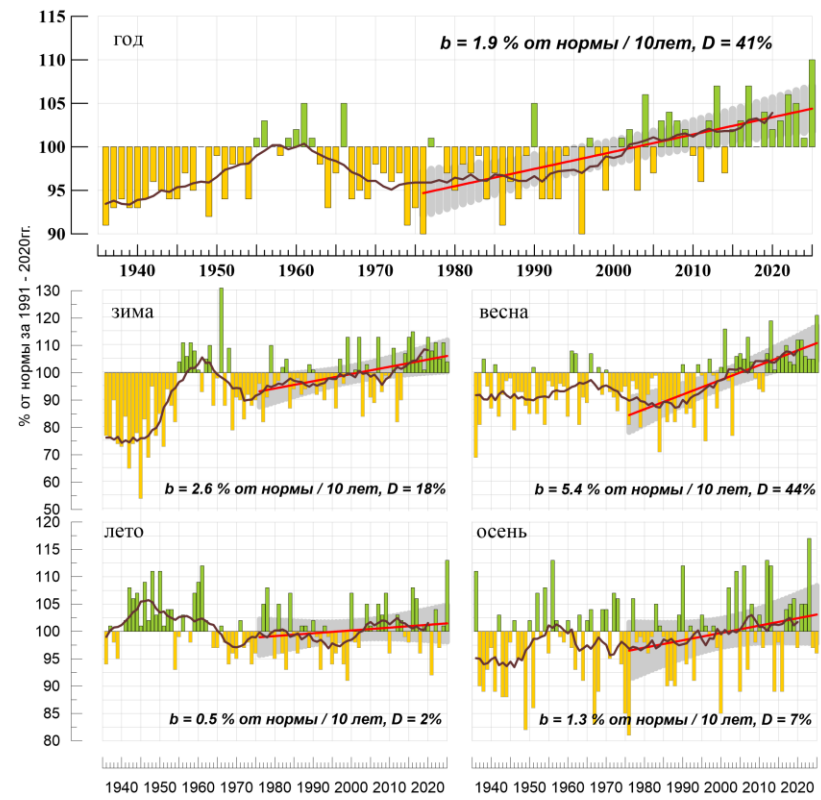 115
год
b = 1.9 % от нормы / 10лет, D = 41%
110
105
100
95
90
1940 1950 1960 1970 1980 1990 2000 2010 2020
% от нормы за 1991 - 2020гг.
130
зима
весна
120
110
100
90
80
70
60
b = 2.6 % от нормы / 10 лет, D = 18%
b = 5.4 % от нормы / 10 лет, D = 44%
50
120
лето
осень
115
110
105
100
95
90
85
b = 0.5 % от нормы / 10 лет, D = 2%
b = 1.3 % от нормы / 10 лет, D = 7%
80
1940 1950 1960 1970 1980 1990 2000 2010 2020
1940 1950 1960 1970 1980 1990 2000 2010 2020